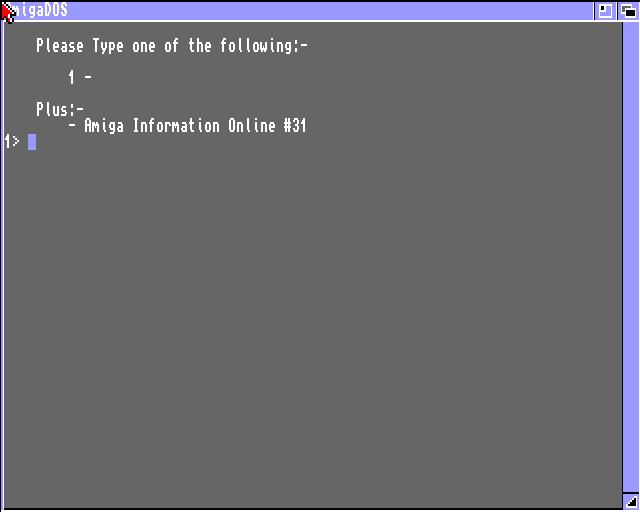 AmigaDOS
Please Type one of the following:-
1 -
Plus:-
- Amiga Information Online #31
1>